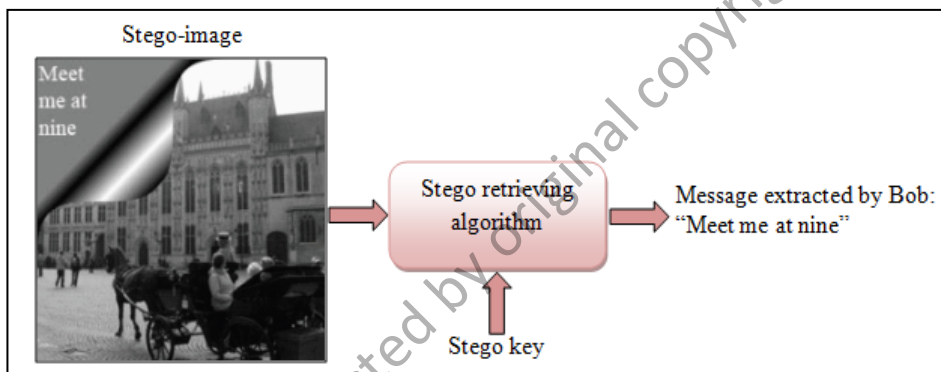 Stego-image
Meet
me at
nine
Stego retrieving
algorithm
Message extracted by Bob:
“Meet me at nine”
Stego key
cted by original copyr